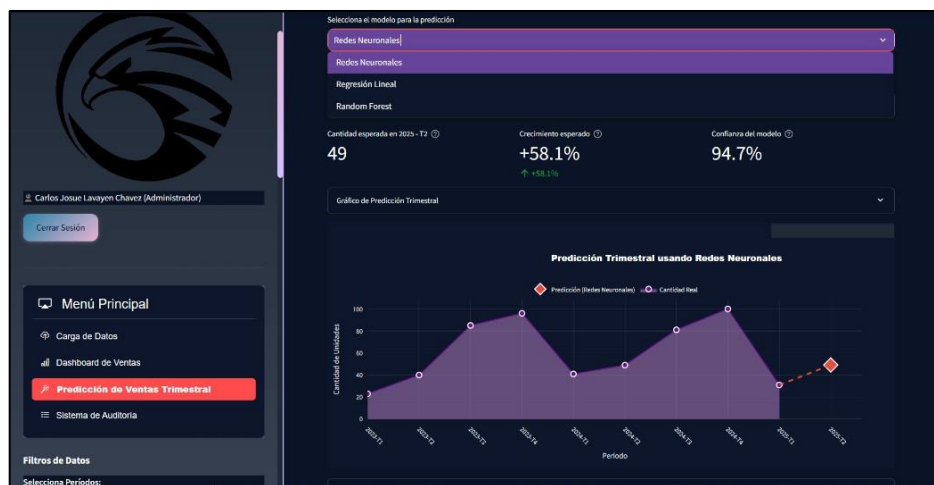 Selecciona el modelo para la predicción
Redes Neuronales
Redes Neuronales
Regresión Lineal
Random Forest
Cantidad esperada en 2025 - T2
Crecimiento esperado
Confianza del modelo
49
+58.1%
94.7%
+58.1%
Carlos Josue Lavayen Chavez (Administrador)
Cerrar Sesión
Gráfico de Predicción Trimestral
Predicción Trimestral usando Redes Neuronales
Predicción (Redes Neuronales)
Cantidad Real
Menú Principal
Carga de Datos
Dashboard de Ventas
Predicción de Ventas Trimestral
Sistema de Auditoría
Filtros de Datos
Selecciona Períodos:
Cantidad de Unidades
100
80
60
40
20
0
2023-T1
2023-T2
2023-T3
2023-T4
2024-T1
2024-T2
2024-T3
2024-T4
2025-T1
2025-T2
Período